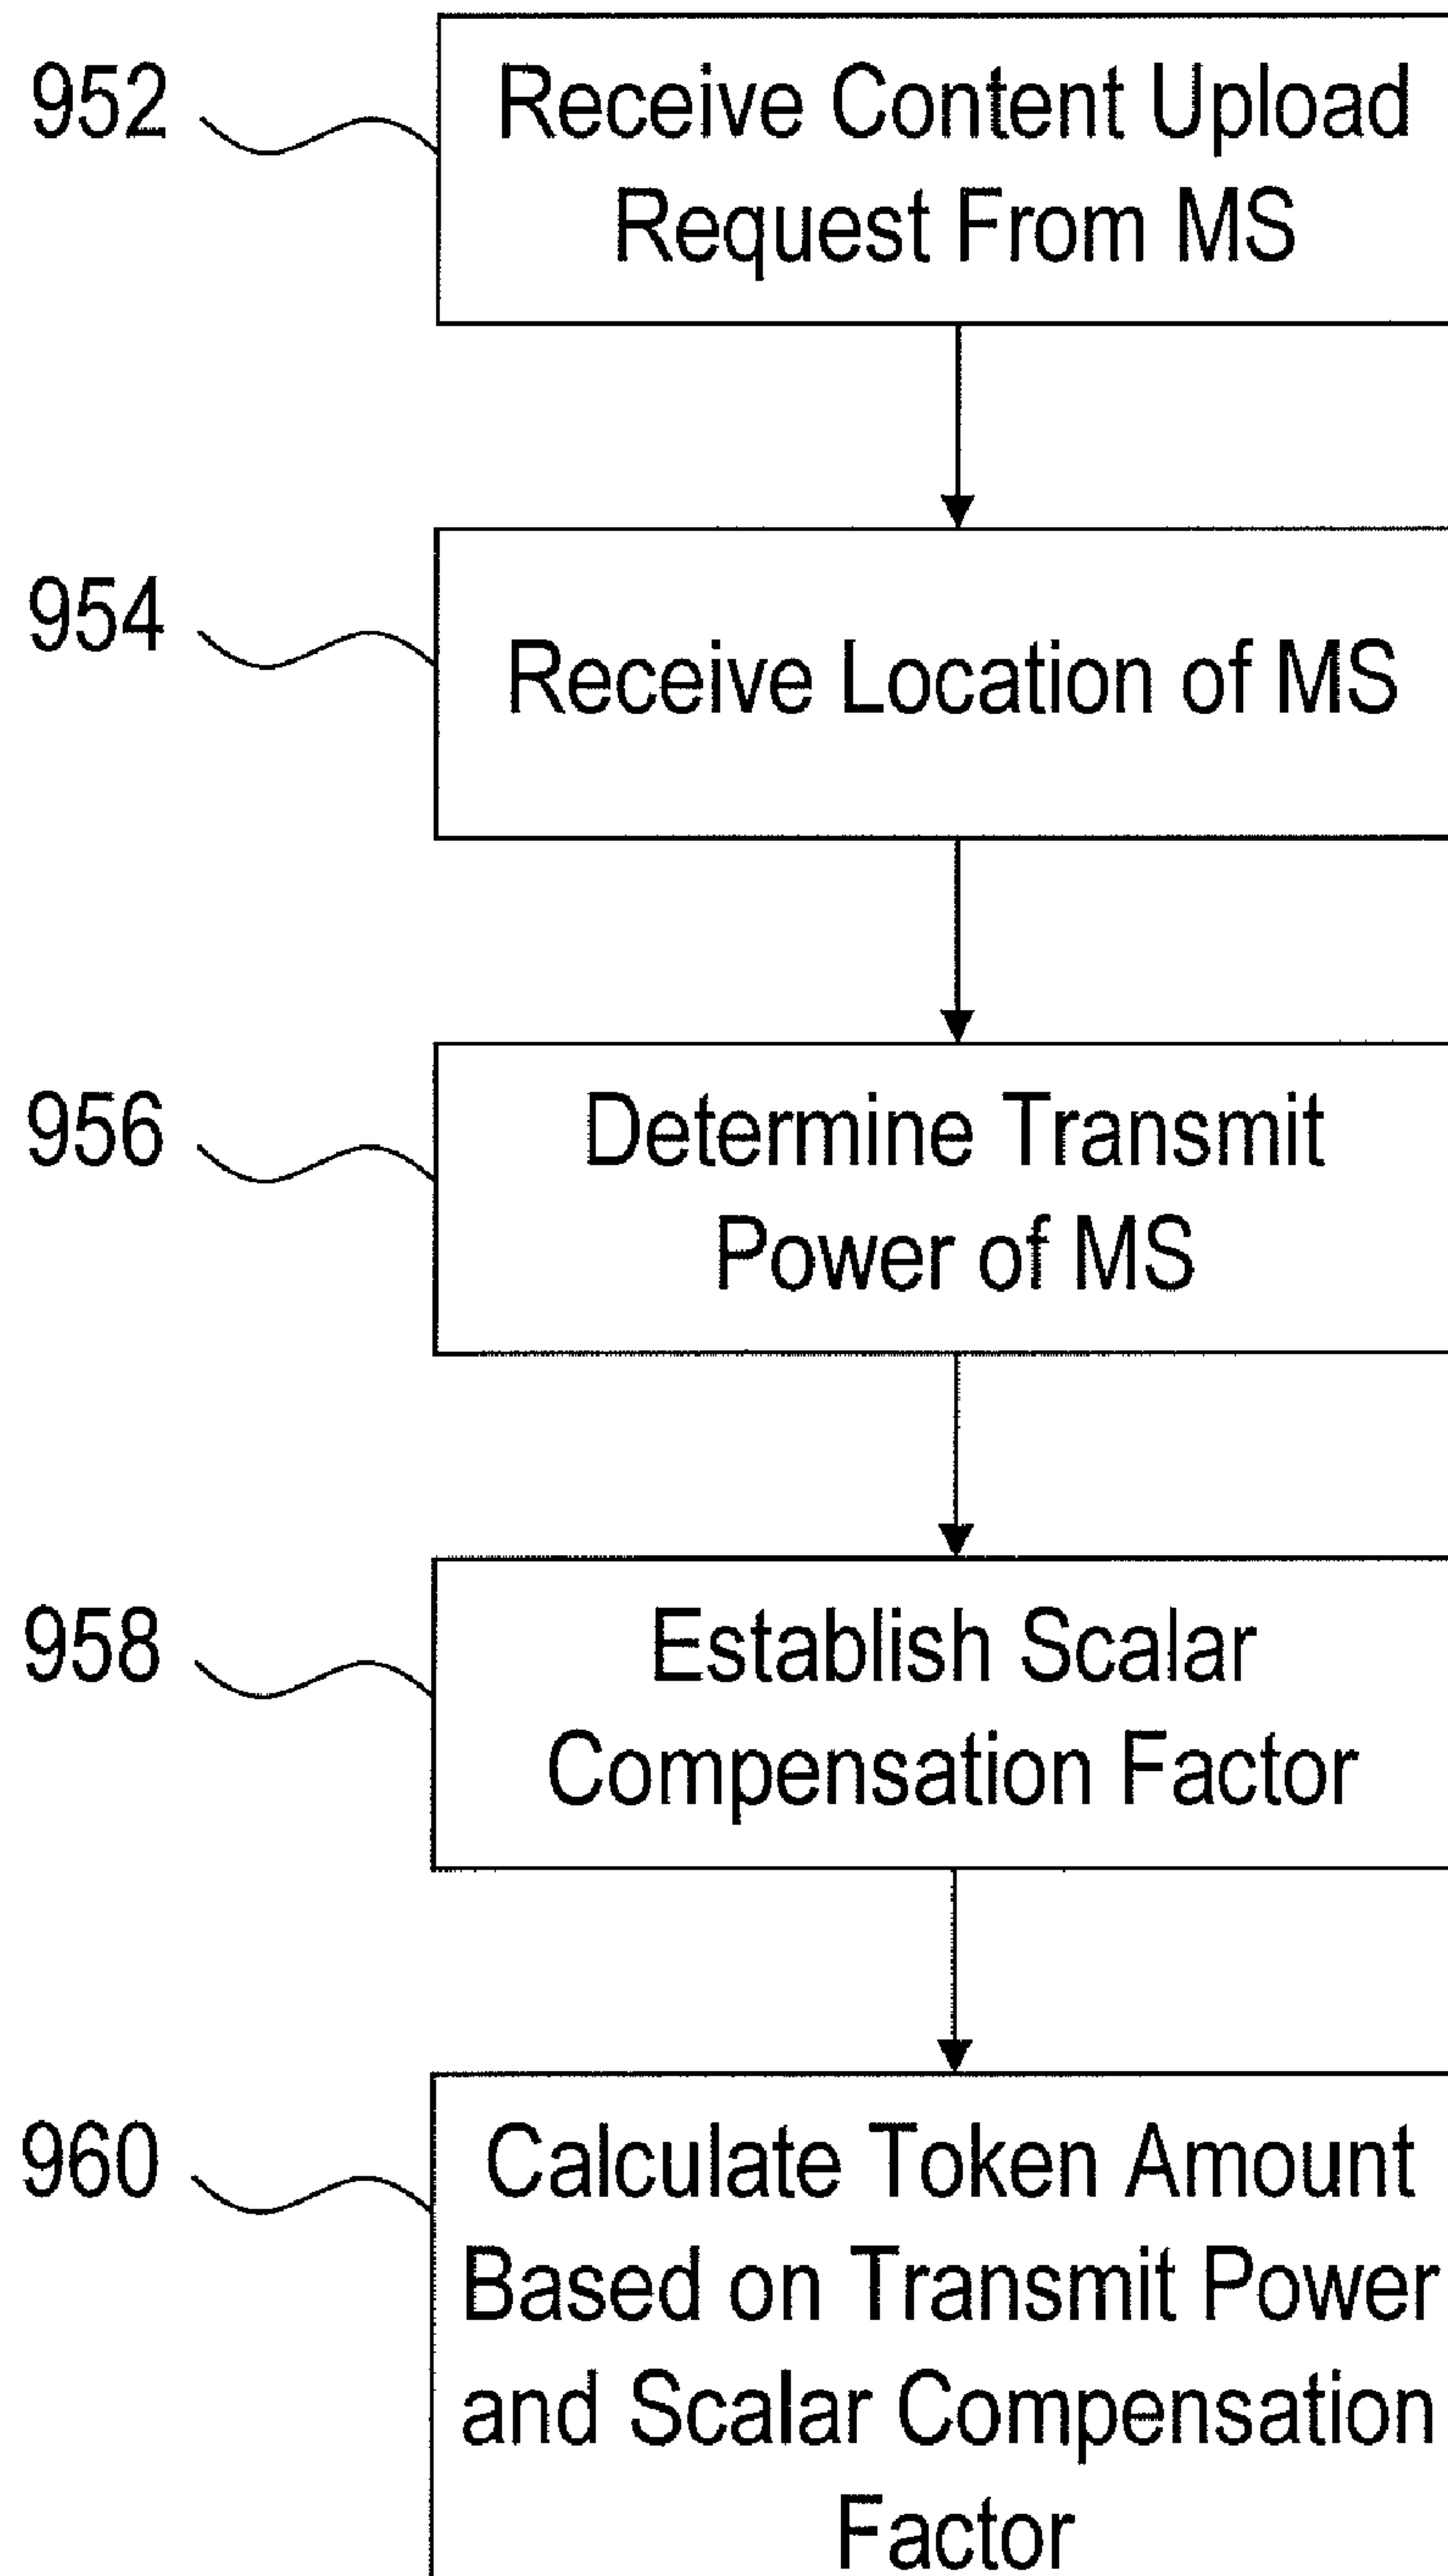 952
Receive Content Upload
Request From MS
954
Receive Location of MS
956
Determine Transmit
Power of MS
958
Establish Scalar
Compensation Factor
960
Calculate Token Amount
Based on Transmit Power
and Scalar Compensation
Factor